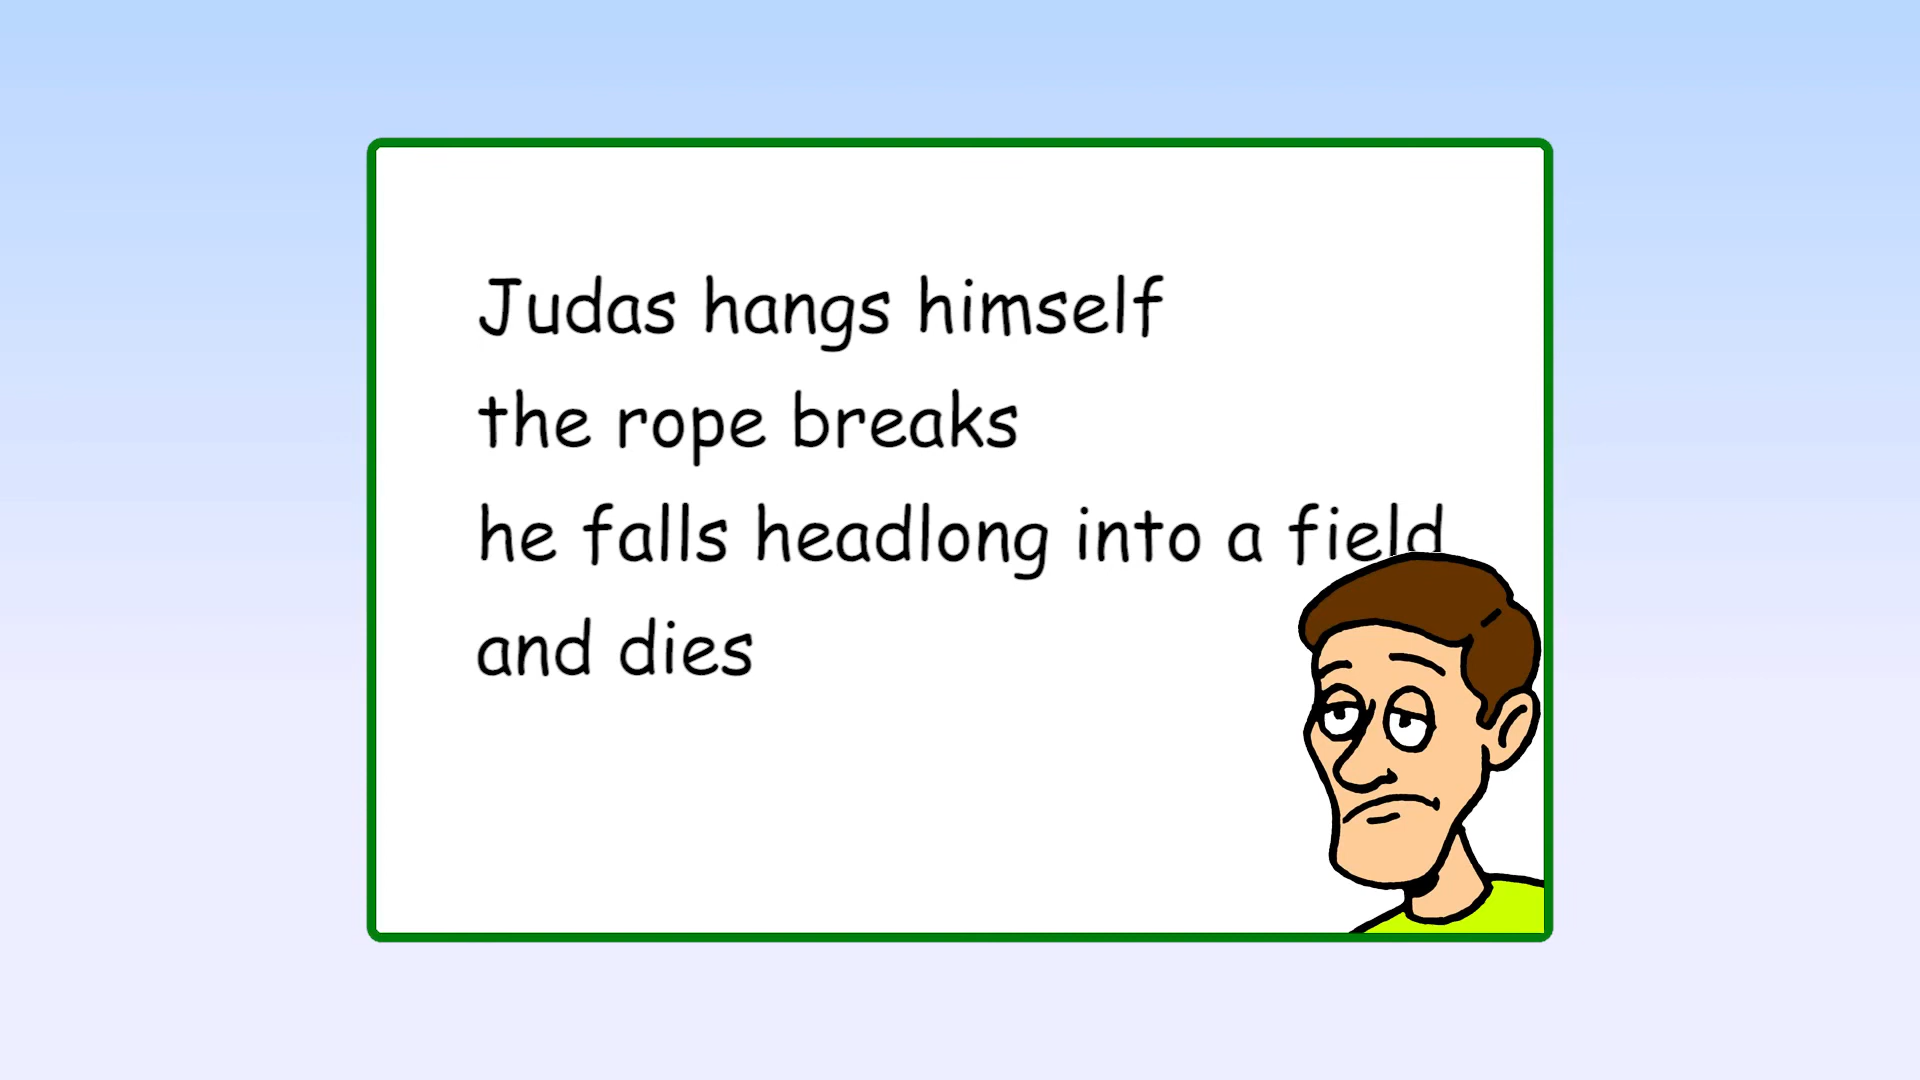 Judas hangs himself
the rope breaks
he falls headlong into a field
and dies